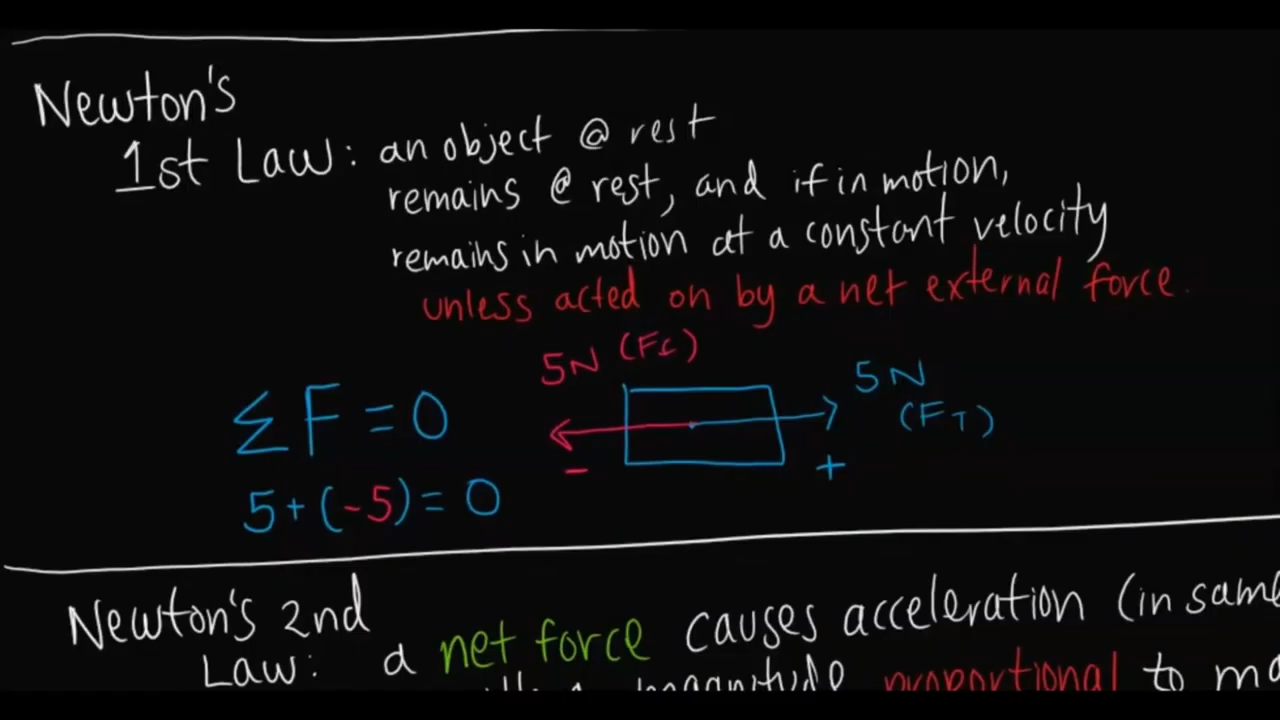 Newton's
1st Law: an object @ rest
remains @ rest, and if in motion,
remains in motion at a constant velocity
unless acted on by a net external force.
5N (Ff)
5N
(FT)
ΣF = 0
- +
5 + (-5) = 0
Newton's 2nd
Law: a net force causes acceleration (in same
magnitude proportional to